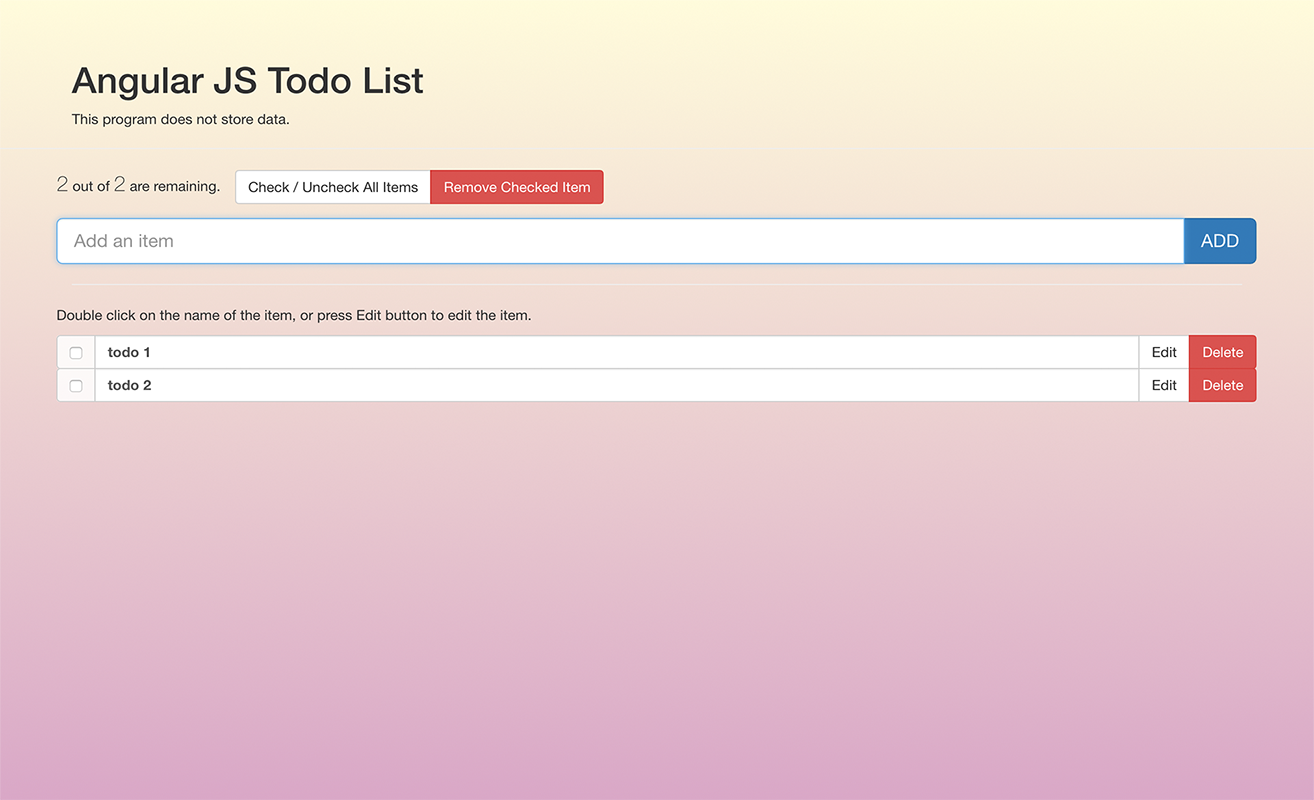 Angular JS Todo List
This program does not store data.
2 out of 2 are remaining. Check / Uncheck All Items Remove Checked Item
Add an item ADD
Double click on the name of the item, or press Edit button to edit the item.
todo 1 Edit Delete
todo 2 Edit Delete